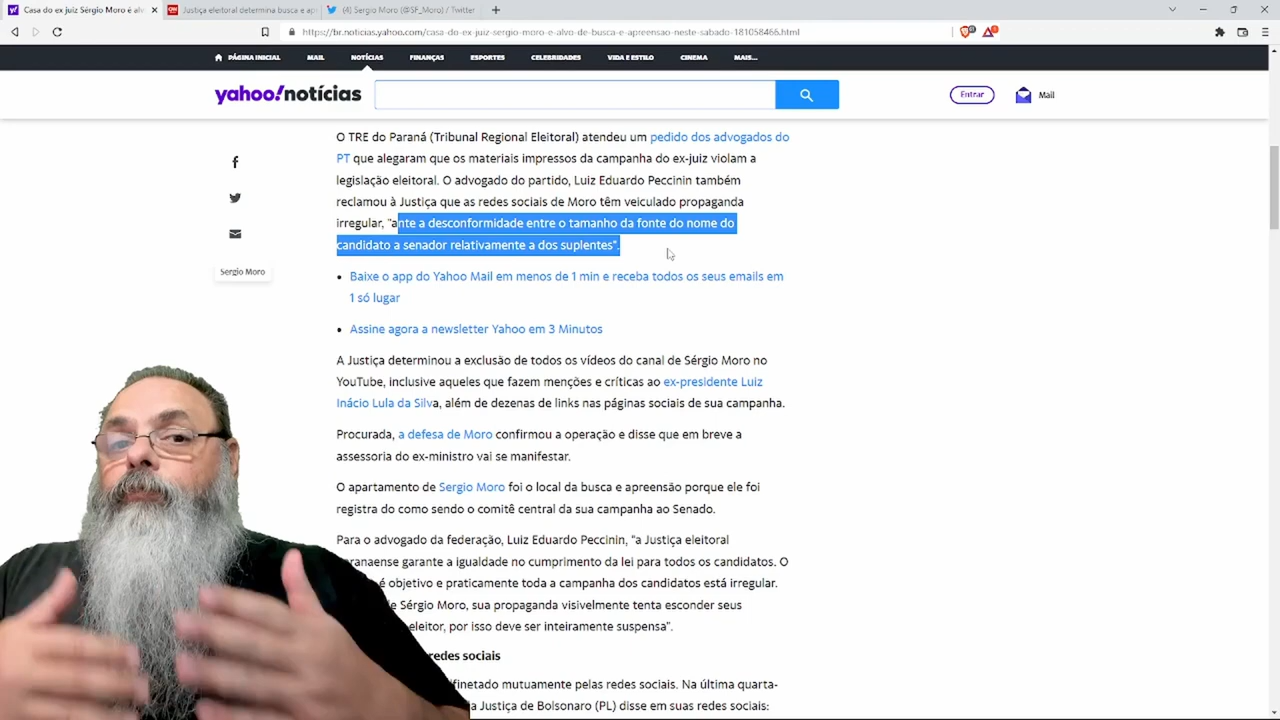 Casa do ex juiz Sérgio Moro é alv
Justiça eleitoral determina busca e ap
(4) Sergio Moro (@SF_Moro) / Twitter
https://br.noticias.yahoo.com/casa-do-ex-juiz-sergio-moro-e-alvo-de-busca-e-apreensao-neste-sabado-181058466.html
PÁGINA INICIAL MAIL NOTÍCIAS FINANÇAS ESPORTES CELEBRIDADES VIDA E ESTILO CINEMA MAIS...
yahoo!notícias
Entrar
Mail
O TRE do Paraná (Tribunal Regional Eleitoral) atendeu um pedido dos advogados do
PT que alegaram que os materiais impressos da campanha do ex-juiz violam a
legislação eleitoral. O advogado do partido, Luiz Eduardo Peccinin também
reclamou à Justiça que as redes sociais de Moro têm veiculado propaganda
irregular, "ante a desconformidade entre o tamanho da fonte do nome do
candidato a senador relativamente a dos suplentes".
Sergio Moro
• Baixe o app do Yahoo Mail em menos de 1 min e receba todos os seus emails em
1 só lugar
• Assine agora a newsletter Yahoo em 3 Minutos
A Justiça determinou a exclusão de todos os vídeos do canal de Sérgio Moro no
YouTube, inclusive aqueles que fazem menções e críticas ao ex-presidente Luiz
Inácio Lula da Silva, além de dezenas de links nas páginas sociais de sua campanha.
Procurada, a defesa de Moro confirmou a operação e disse que em breve a
assessoria do ex-ministro vai se manifestar.
O apartamento de Sergio Moro foi o local da busca e apreensão porque ele foi
registra do como sendo o comitê central da sua campanha ao Senado.
Para o advogado da federação, Luiz Eduardo Peccinin, "a Justiça eleitoral
aranaense garante a igualdade no cumprimento da lei para todos os candidatos. O
é objetivo e praticamente toda a campanha dos candidatos está irregular.
de Sérgio Moro, sua propaganda visivelmente tenta esconder seus
eleitor, por isso deve ser inteiramente suspensa".
redes sociais
finetado mutuamente pelas redes sociais. Na última quarta-
a Justiça de Bolsonaro (PL) disse em suas redes sociais: